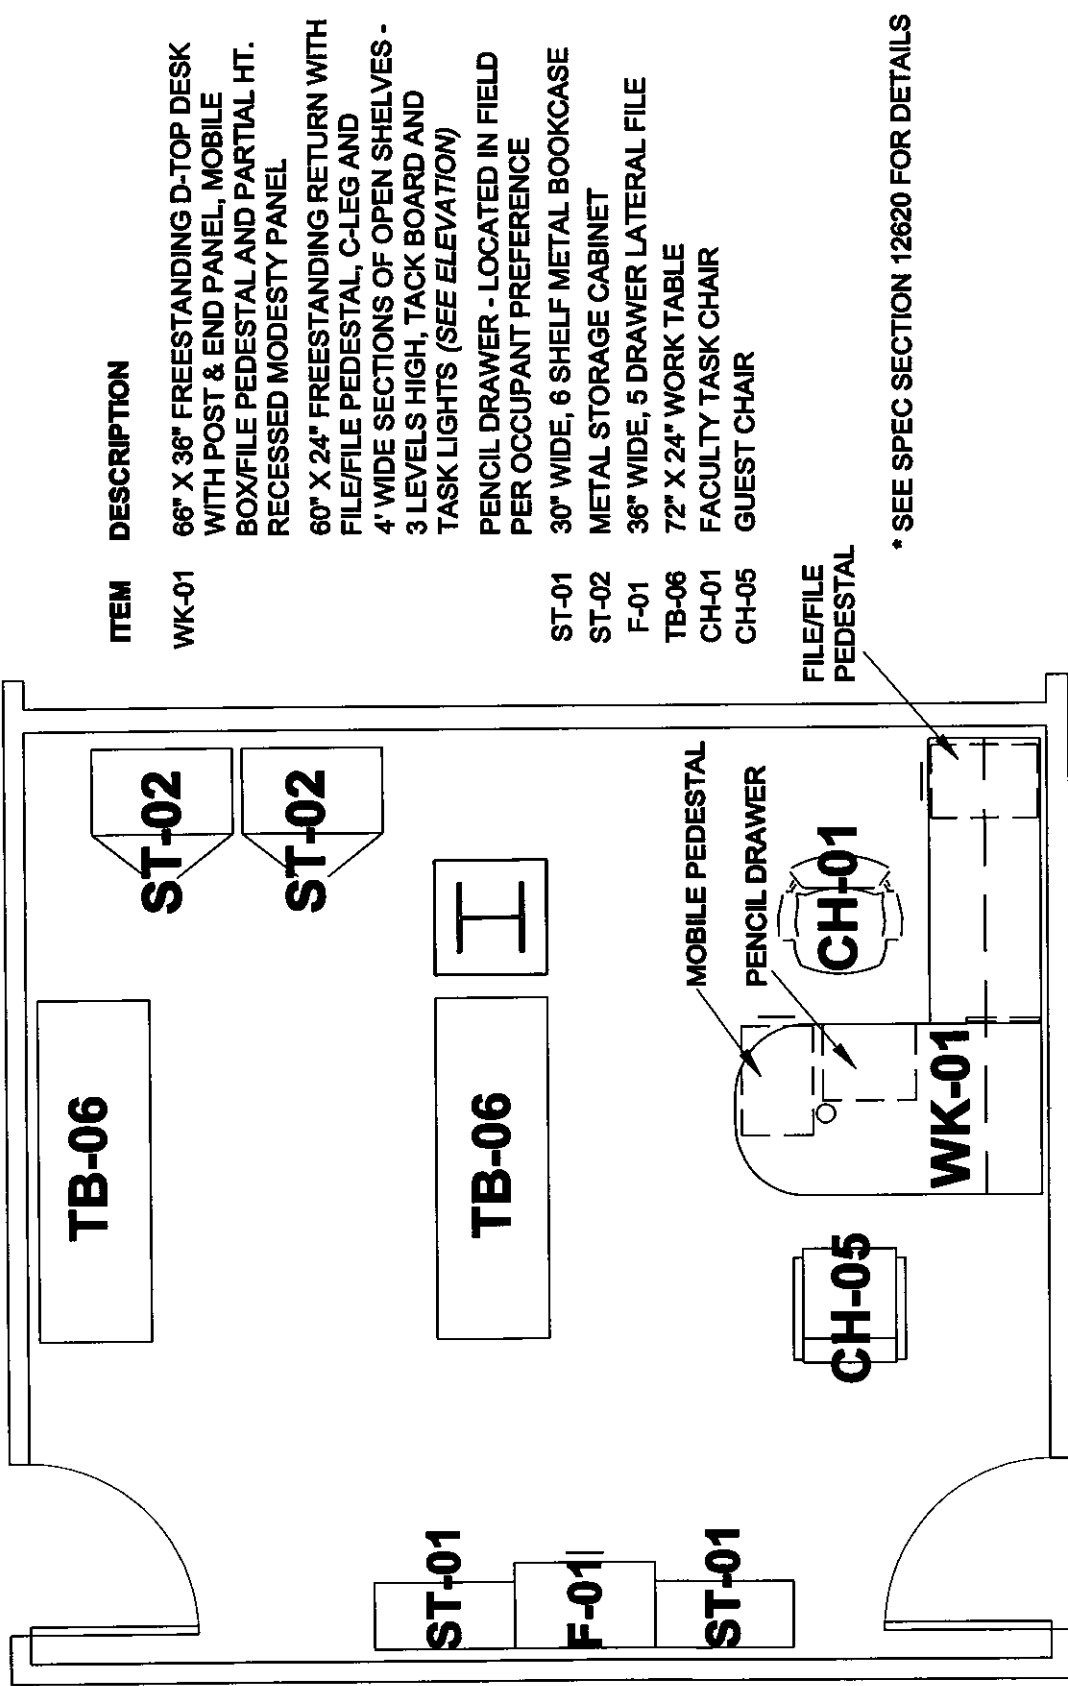 ITEM DESCRIPTION
WK-01 66" X 36" FREESTANDING D-TOP DESK
WITH POST & END PANEL, MOBILE
BOX/FILE PEDESTAL AND PARTIAL HT.
RECESSED MODESTY PANEL
60" X 24" FREESTANDING RETURN WITH
FILE/FILE PEDESTAL, C-LEG AND
4' WIDE SECTIONS OF OPEN SHELVES -
3 LEVELS HIGH, TACK BOARD AND
TASK LIGHTS (SEE ELEVATION)
PENCIL DRAWER - LOCATED IN FIELD
PER OCCUPANT PREFERENCE
ST-01 30" WIDE, 6 SHELF METAL BOOKCASE
ST-02 METAL STORAGE CABINET
F-01 36" WIDE, 5 DRAWER LATERAL FILE
TB-06 72" X 24" WORK TABLE
CH-01 FACULTY TASK CHAIR
CH-05 GUEST CHAIR
* SEE SPEC SECTION 12620 FOR DETAILS
ST-02
ST-02
TB-06
TB-06
MOBILE PEDESTAL
PENCIL DRAWER
FILE/FILE
PEDESTAL
CH-01
WK-01
CH-05
ST-01
F-01
ST-01